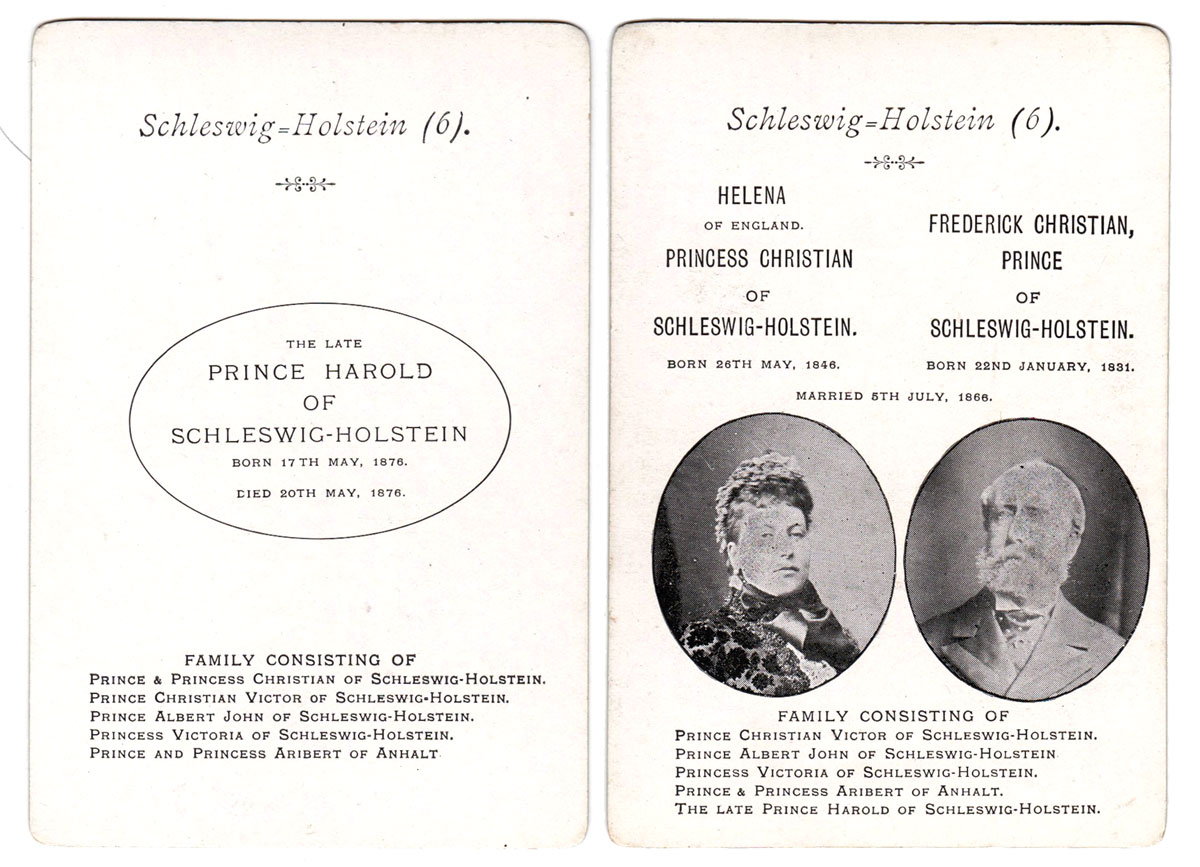 Schleswig=Holstein (6).
THE LATE
PRINCE HAROLD
OF
SCHLESWIG-HOLSTEIN
BORN 17TH MAY, 1876.
DIED 20TH MAY, 1876.
FAMILY CONSISTING OF
PRINCE & PRINCESS CHRISTIAN OF SCHLESWIG-HOLSTEIN.
PRINCE CHRISTIAN VICTOR OF SCHLESWIG-HOLSTEIN.
PRINCE ALBERT JOHN OF SCHLESWIG-HOLSTEIN.
PRINCESS VICTORIA OF SCHLESWIG-HOLSTEIN.
PRINCE AND PRINCESS ARIBERT OF ANHALT.
Schleswig=Holstein (6).
HELENA
OF ENGLAND.
PRINCESS CHRISTIAN
OF
SCHLESWIG-HOLSTEIN.
BORN 26TH MAY, 1846.
FREDERICK CHRISTIAN,
PRINCE
OF
SCHLESWIG-HOLSTEIN.
BORN 22ND JANUARY, 1831.
MARRIED 5TH JULY, 1866.
FAMILY CONSISTING OF
PRINCE CHRISTIAN VICTOR OF SCHLESWIG-HOLSTEIN.
PRINCE ALBERT JOHN OF SCHLESWIG-HOLSTEIN.
PRINCESS VICTORIA OF SCHLESWIG-HOLSTEIN.
PRINCE & PRINCESS ARIBERT OF ANHALT.
THE LATE PRINCE HAROLD OF SCHLESWIG-HOLSTEIN.